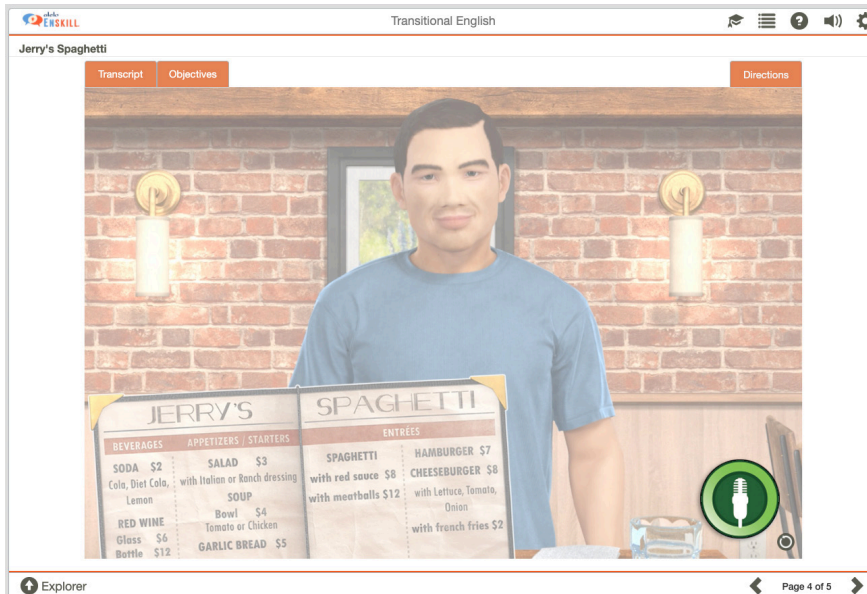 alelo
ENSKILL
Transitional English
Jerry's Spaghetti
Transcript
Objectives
Directions
JERRY'S
SPAGHETTI
BEVERAGES
APPETIZERS / STARTERS
ENTRÉES
SODA $2
Cola, Diet Cola,
Lemon
RED WINE
Glass $6
Bottle $12
SALAD $3
with Italian or Ranch dressing
SOUP
Bowl $4
Tomato or Chicken
GARLIC BREAD $5
SPAGHETTI
with red sauce $8
with meatballs $12
HAMBURGER $7
CHEESEBURGER $8
with Lettuce, Tomato,
Onion
with french fries $2
Explorer
Page 4 of 5